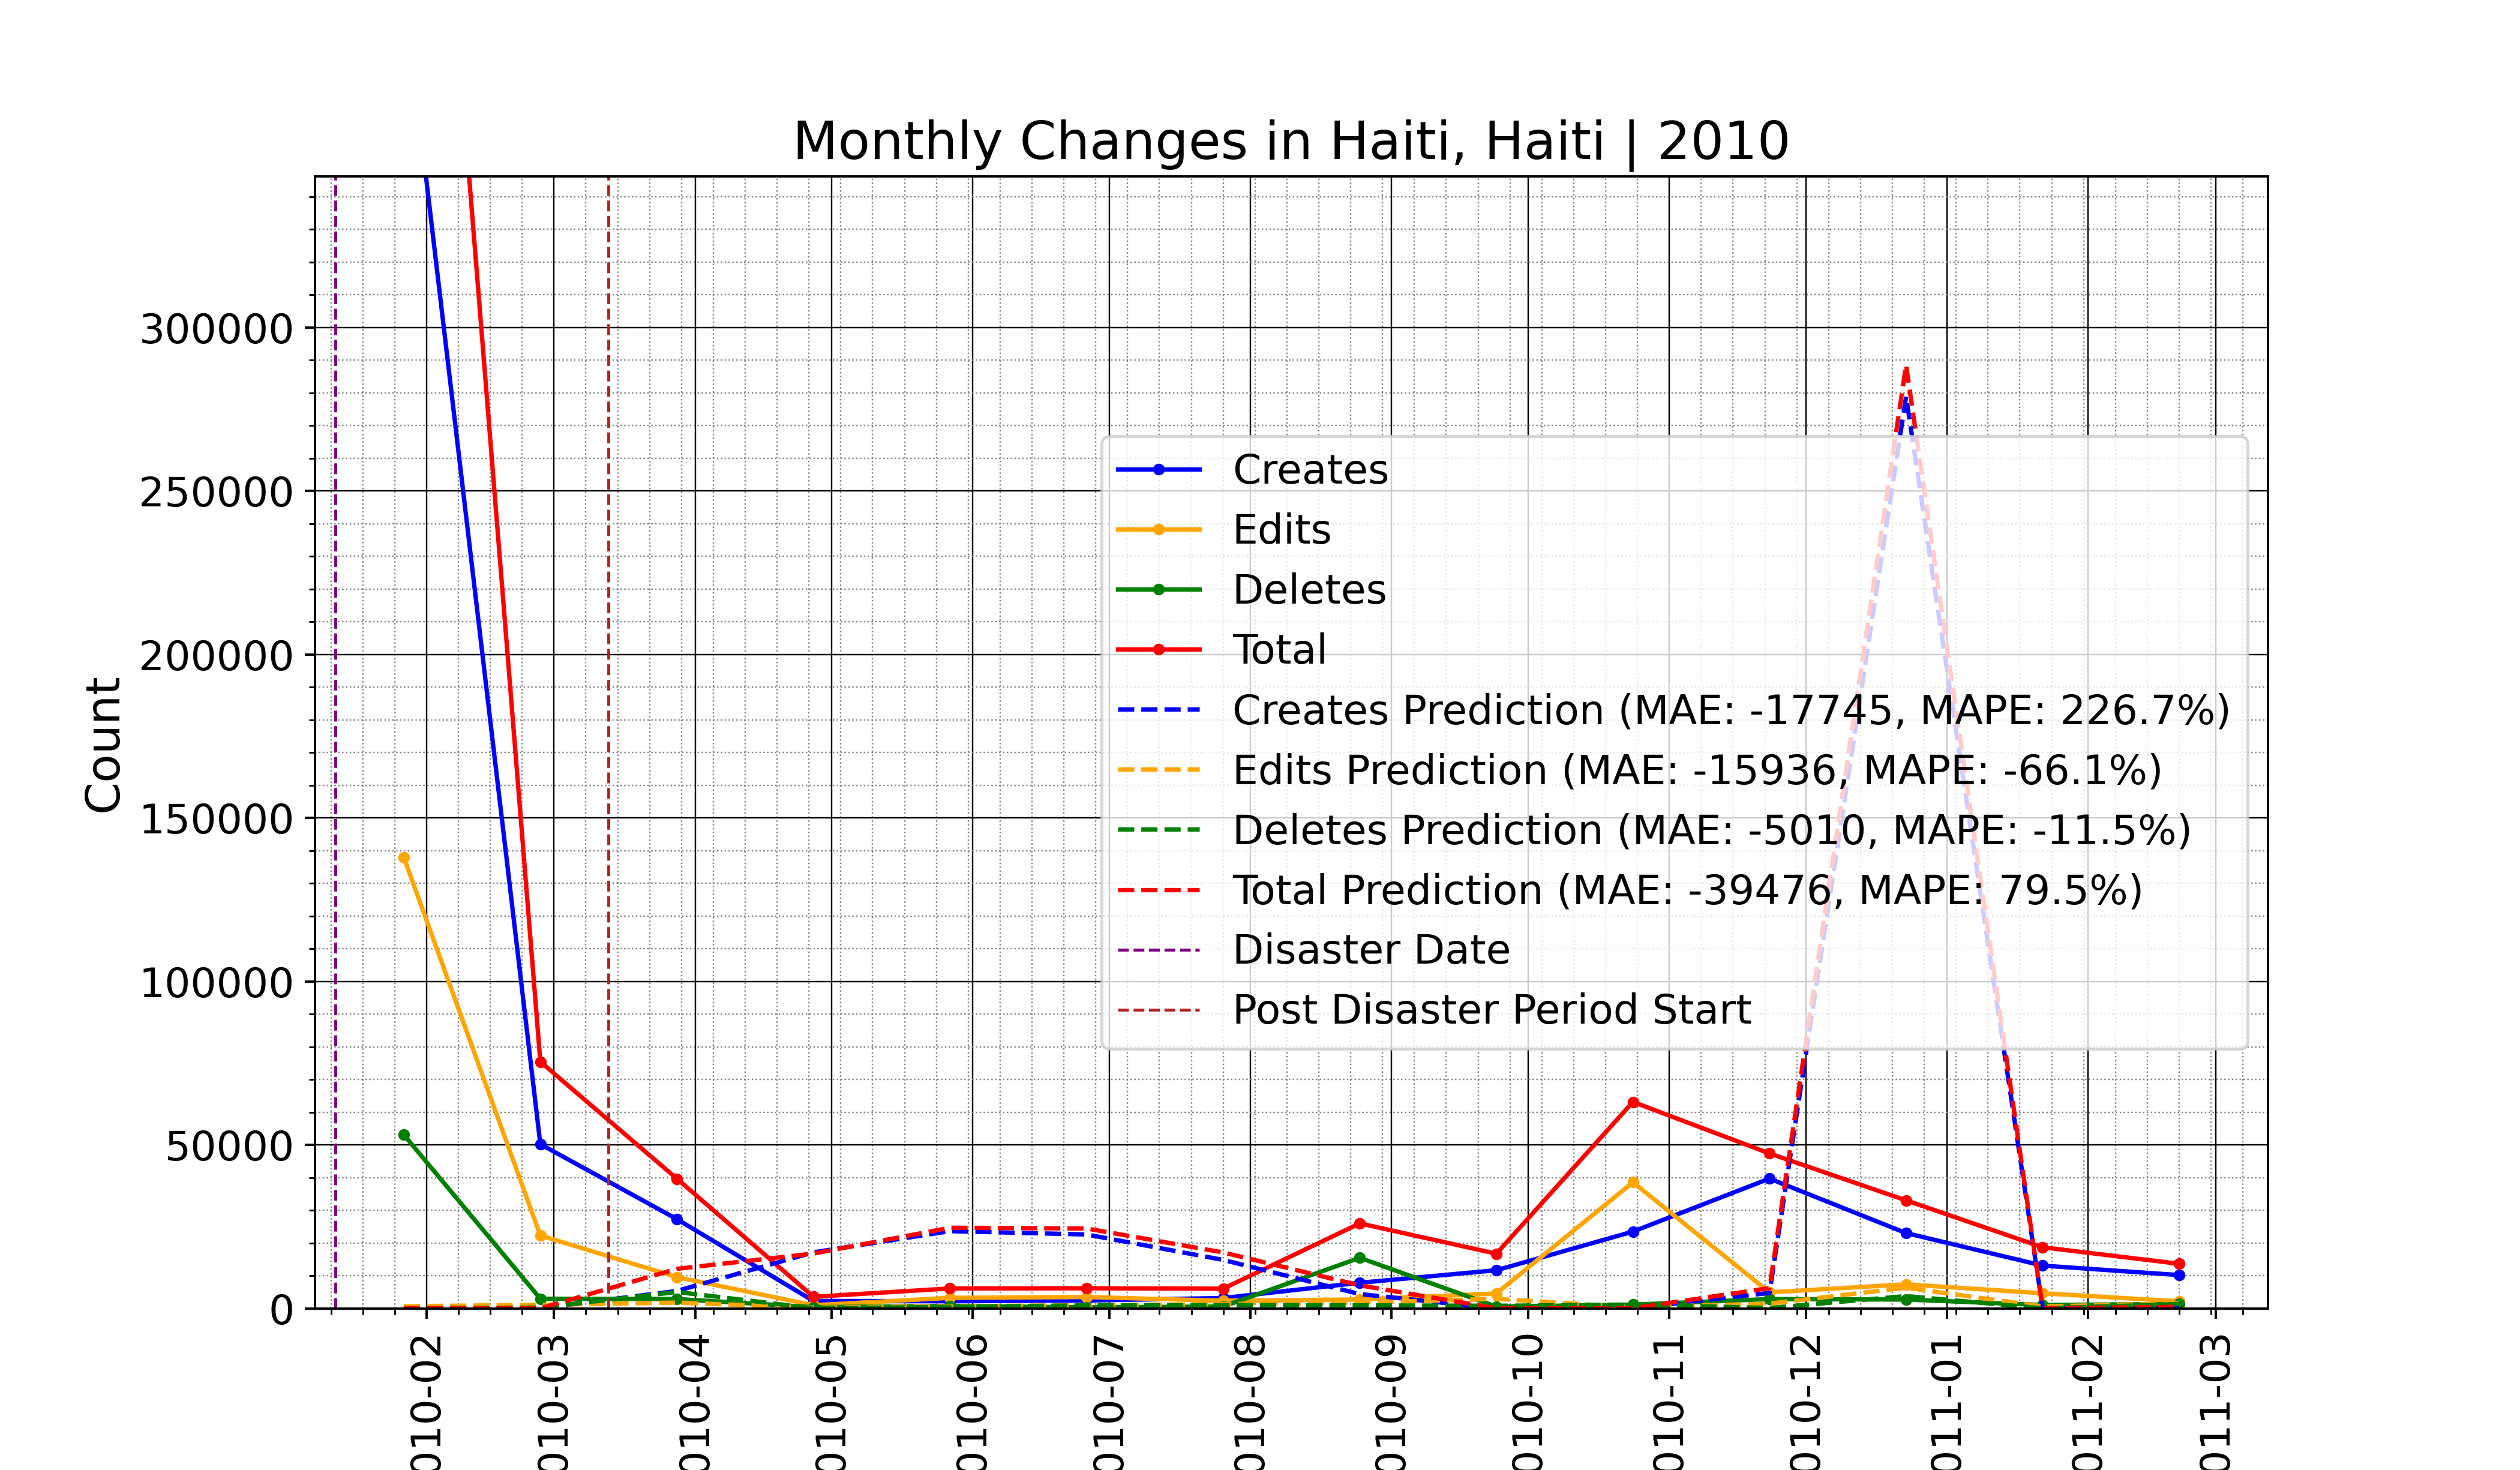 Monthly Changes in Haiti, Haiti | 2010
Count
300000
250000
200000
150000
100000
50000
0
Creates
Edits
Deletes
Total
Creates Prediction (MAE: -17745, MAPE: 226.7%)
Edits Prediction (MAE: -15936, MAPE: -66.1%)
Deletes Prediction (MAE: -5010, MAPE: -11.5%)
Total Prediction (MAE: -39476, MAPE: 79.5%)
Disaster Date
Post Disaster Period Start
010-02
010-03
010-04
010-05
010-06
010-07
010-08
010-09
010-10
010-11
010-12
011-01
011-02
011-03